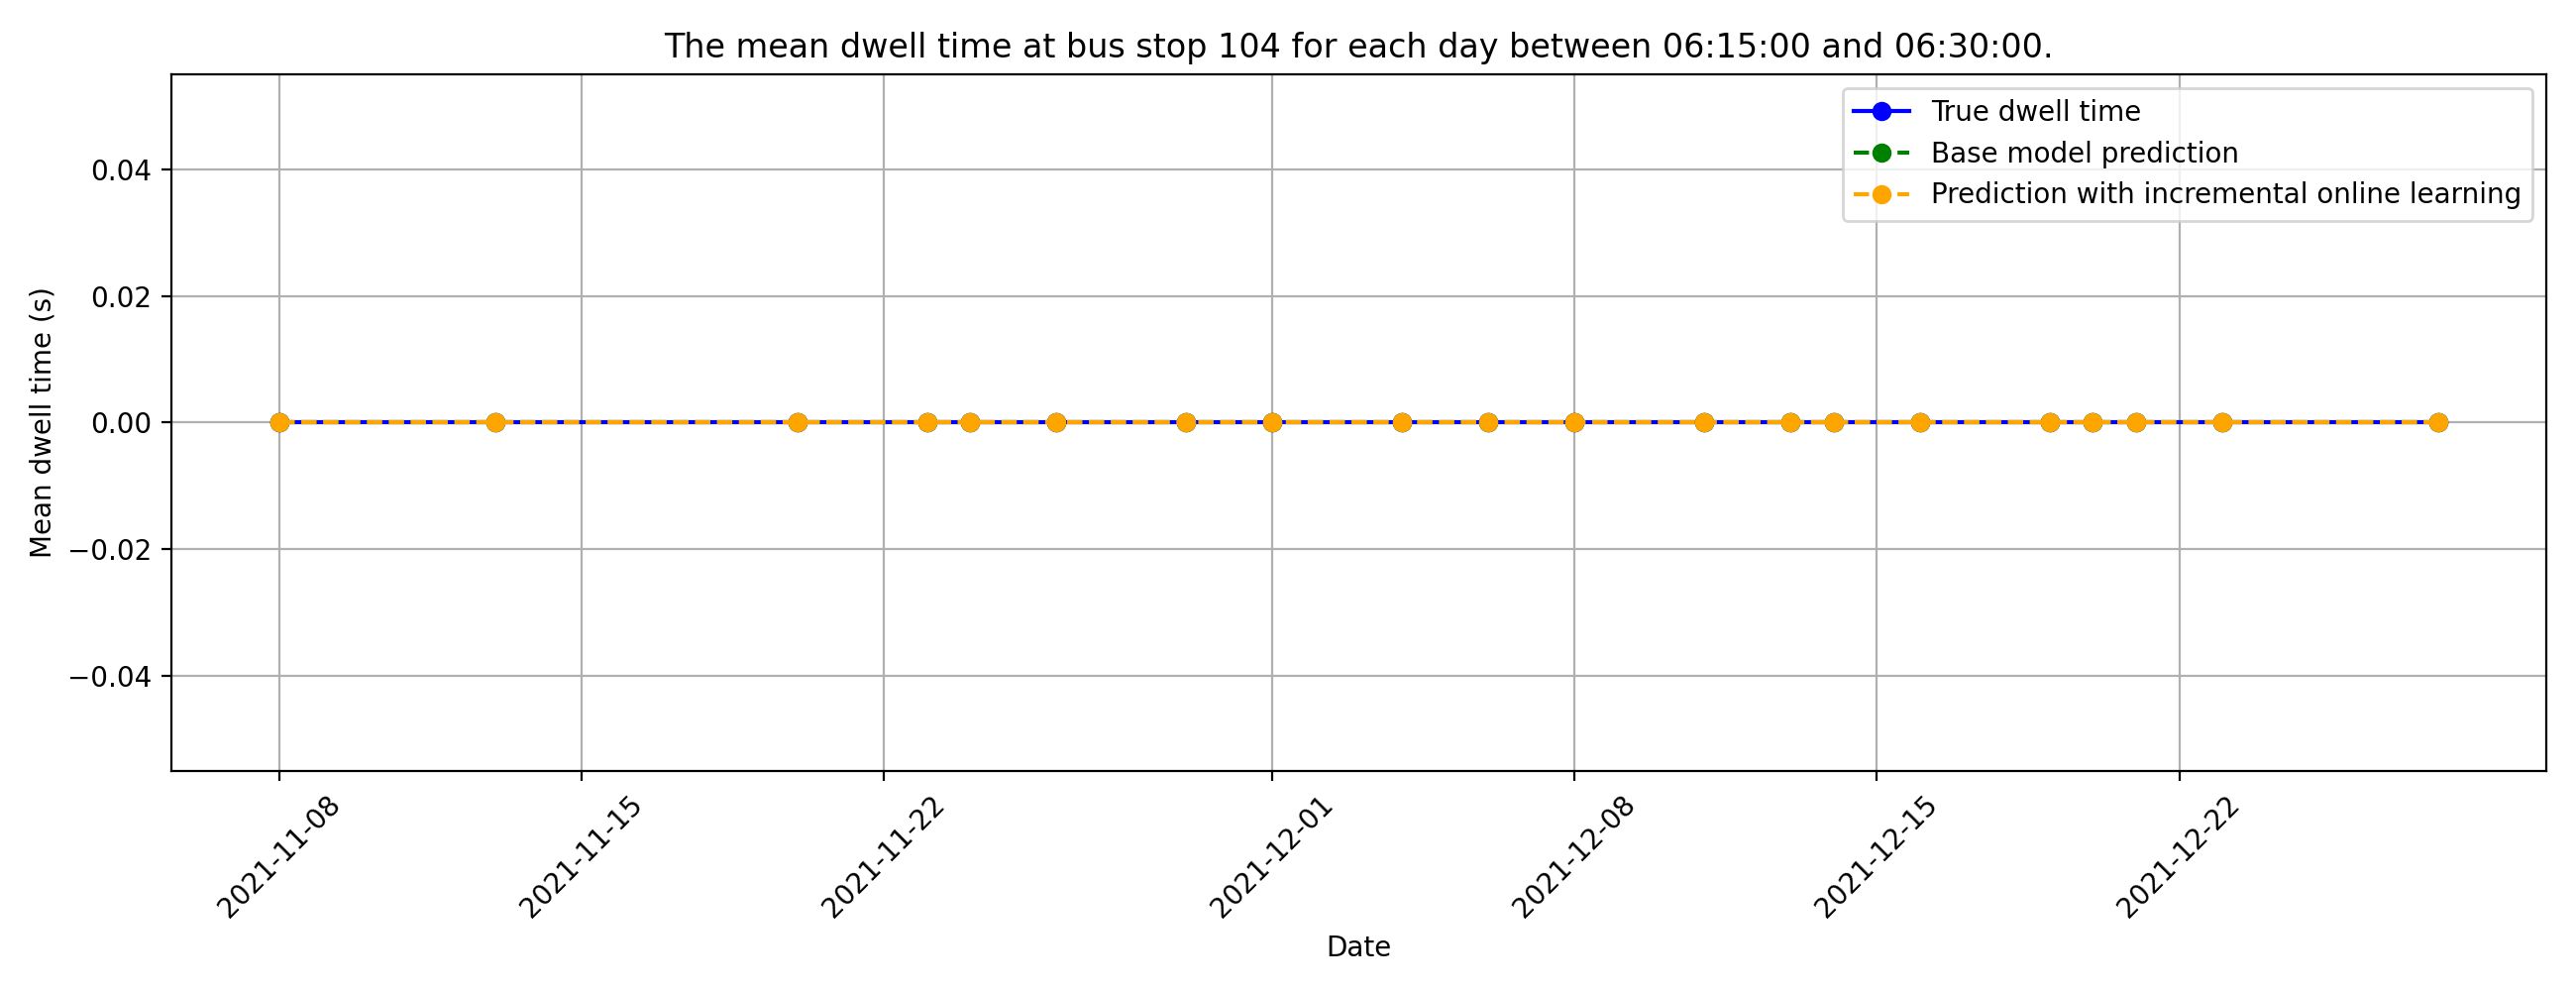 The mean dwell time at bus stop 104 for each day between 06:15:00 and 06:30:00.
True dwell time
Base model prediction
Prediction with incremental online learning
Mean dwell time (s)
0.04
0.02
0.00
−0.02
−0.04
2021-11-08
2021-11-15
2021-11-22
2021-12-01
2021-12-08
2021-12-15
2021-12-22
Date